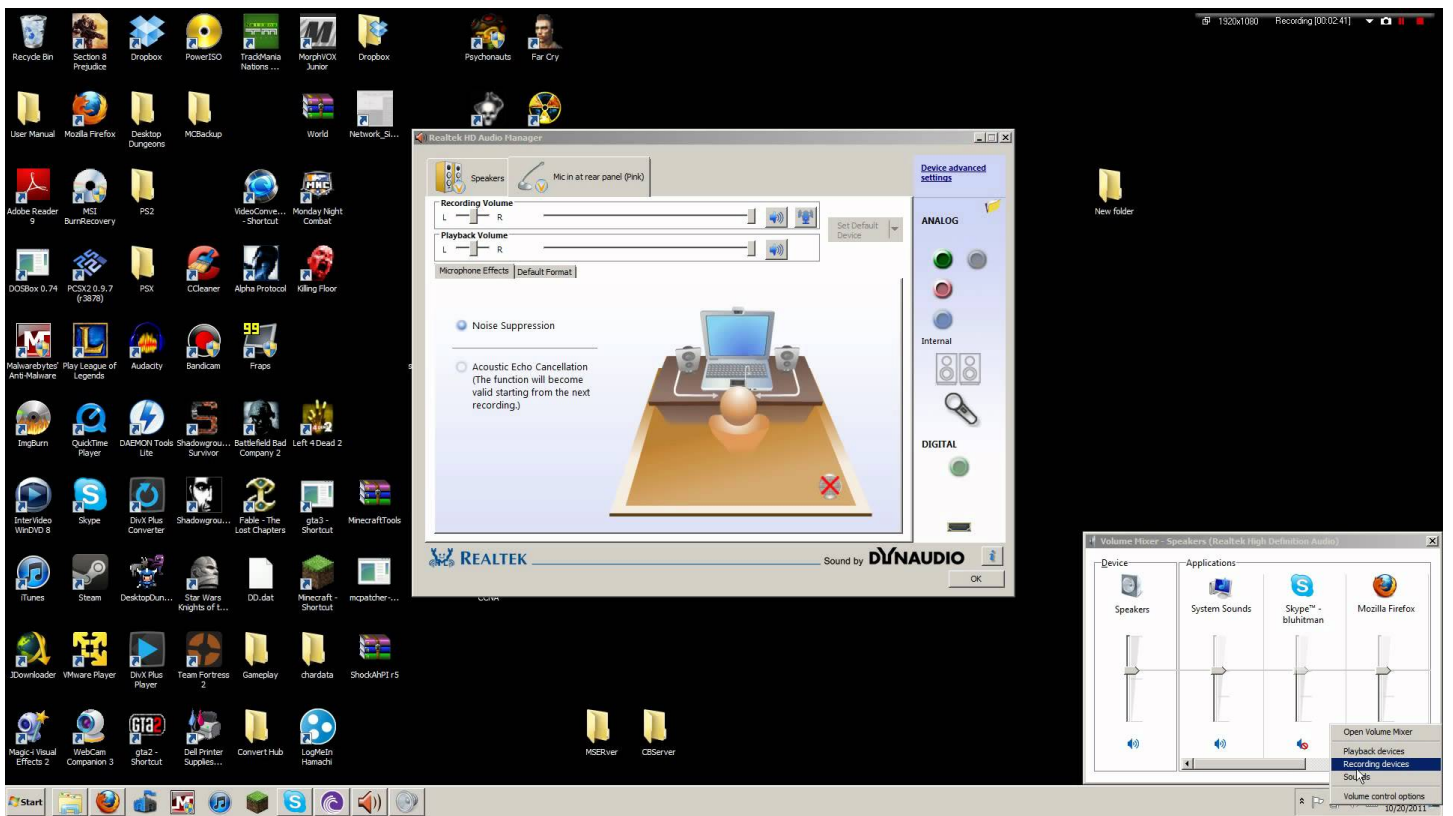 1920x1080 Recording [00:02:41]
Recycle Bin
Section 8
Prejudice
Dropbox
PowerISO
TrackMania
Nations ...
MorphVOX
Junior
Dropbox
Psychonauts
Far Cry
User Manual
Mozilla Firefox
Desktop
Dungeons
MCBackup
World
Network_Si...
Adobe Reader
9
MSI
BurnRecovery
PS2
VideoConve...
- Shortcut
Monday Night
Combat
New folder
DOSBox 0.74
PCSX2 0.9.7
(r3878)
PSX
CCleaner
Alpha Protocol
Killing Floor
Malwarebytes'
Anti-Malware
Play League of
Legends
Audacity
Bandicam
99
Fraps
ImgBurn
QuickTime
Player
DAEMON Tools
Lite
Shadowgrou...
Survivor
Battlefield Bad
Company 2
Left 4 Dead 2
InterVideo
WinDVD 8
Skype
DivX Plus
Converter
Shadowgrou...
Fable - The
Lost Chapters
gta3 -
Shortcut
MinecraftTools
iTunes
Steam
DesktopDun...
Star Wars
Knights of t...
DD.dat
Minecraft -
Shortcut
mcpatcher-...
CCNA
JDownloader
VMware Player
DivX Plus
Player
Team Fortress
2
Gameplay
chardata
ShockAhPI r5
Magic-i Visual
Effects 2
WebCam
Companion 3
GTA2
gta2 -
Shortcut
Dell Printer
Supplies...
Convert Hub
LogMeIn
Hamachi
MSERver
CBServer
Realtek HD Audio Manager
Speakers
Mic in at rear panel (Pink)
Device advanced
settings
Recording Volume
L R
Set Default
Device
Playback Volume
L R
ANALOG
Microphone Effects
Default Format
Noise Suppression
Acoustic Echo Cancellation
(The function will become
valid starting from the next
recording.)
Internal
DIGITAL
REALTEK
Sound by DYNAUDIO
OK
Volume Mixer - Speakers (Realtek High Definition Audio)
Device
Applications
Speakers
System Sounds
Skype™ -
bluhitman
Mozilla Firefox
Open Volume Mixer
Playback devices
Recording devices
Sounds
Volume control options
Start
10/20/2011